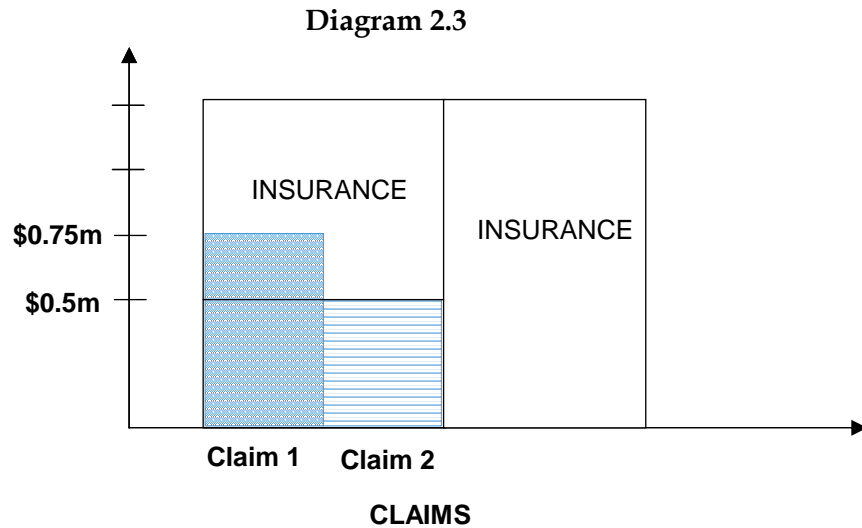 Diagram 2.3
INSURANCE
INSURANCE
$0.75m
$0.5m
Claim 1
Claim 2
CLAIMS